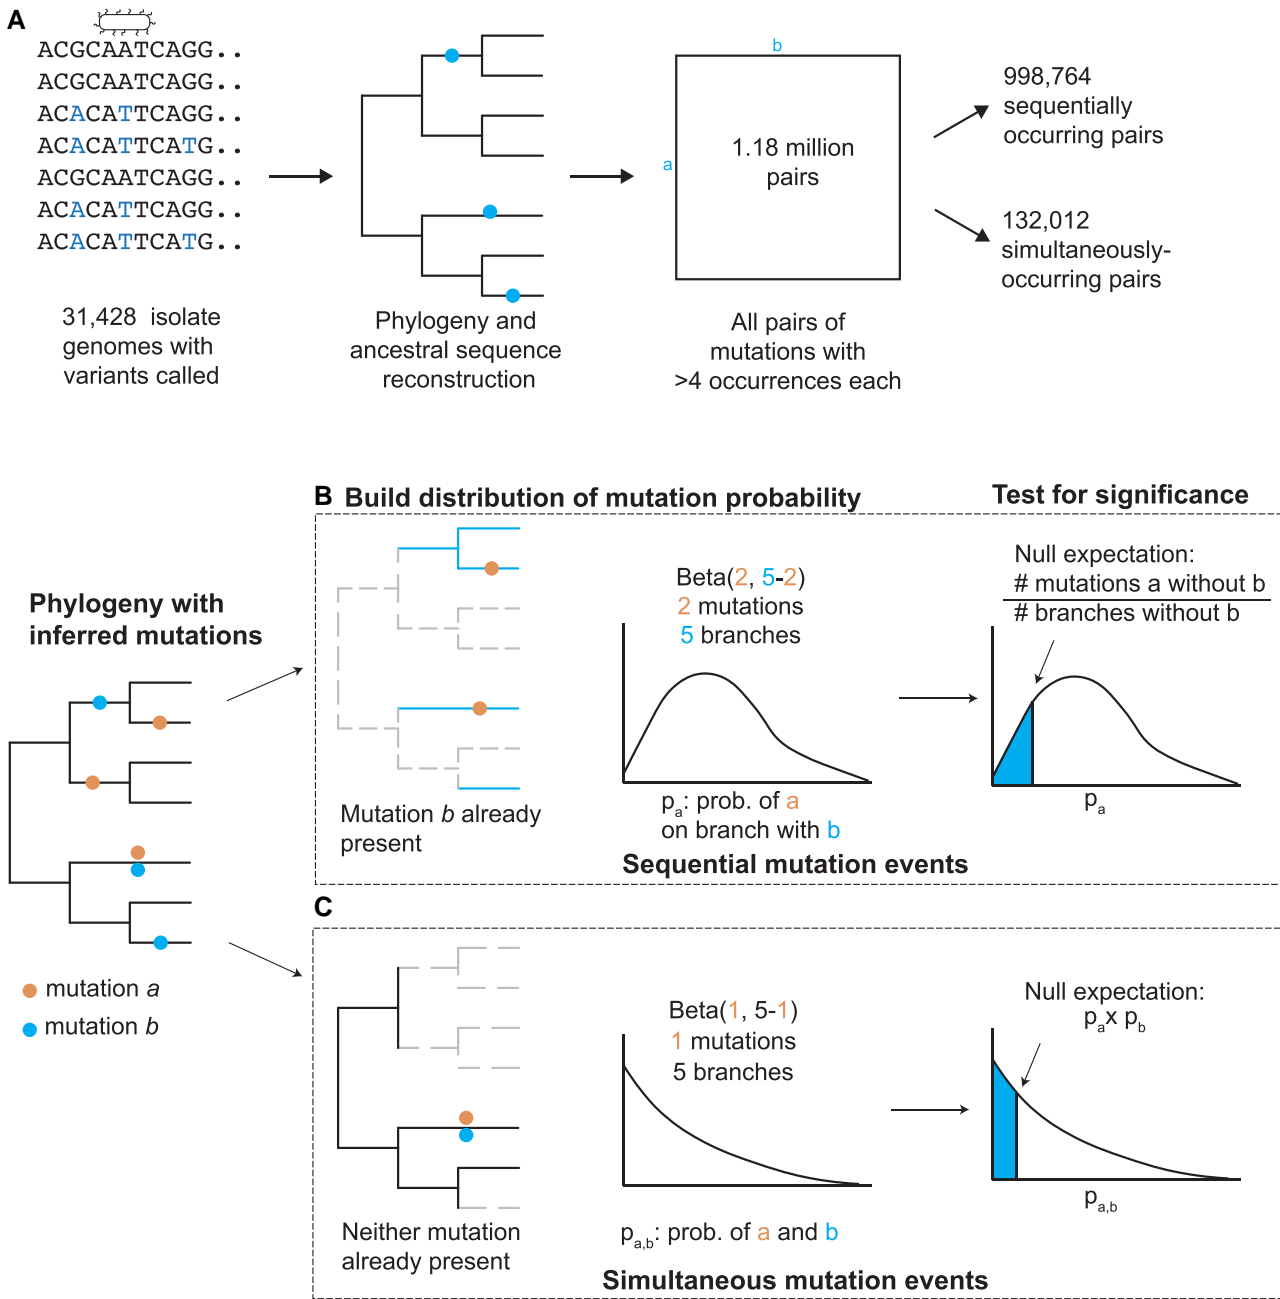 A
ACGCAATCAGG..
ACGCAATCAGG..
ACACATTCAGG..
ACACATTCATG..
ACGCAATCAGG..
ACACATTCAGG..
ACACATTCATG..
31,428 isolate
genomes with
variants called
Phylogeny and
ancestral sequence
reconstruction
b
a
1.18 million
pairs
All pairs of
mutations with
>4 occurrences each
998,764
sequentially
occurring pairs
132,012
simultaneously-
occurring pairs
Phylogeny with
inferred mutations
mutation a
mutation b
B Build distribution of mutation probability
Test for significance
Mutation b already
present
Beta(2, 5-2)
2 mutations
5 branches
pa: prob. of a
on branch with b
Null expectation:
# mutations a without b
# branches without b
pa
Sequential mutation events
C
Neither mutation
already present
Beta(1, 5-1)
1 mutations
5 branches
pa,b: prob. of a and b
Null expectation:
pax pb
pa,b
Simultaneous mutation events